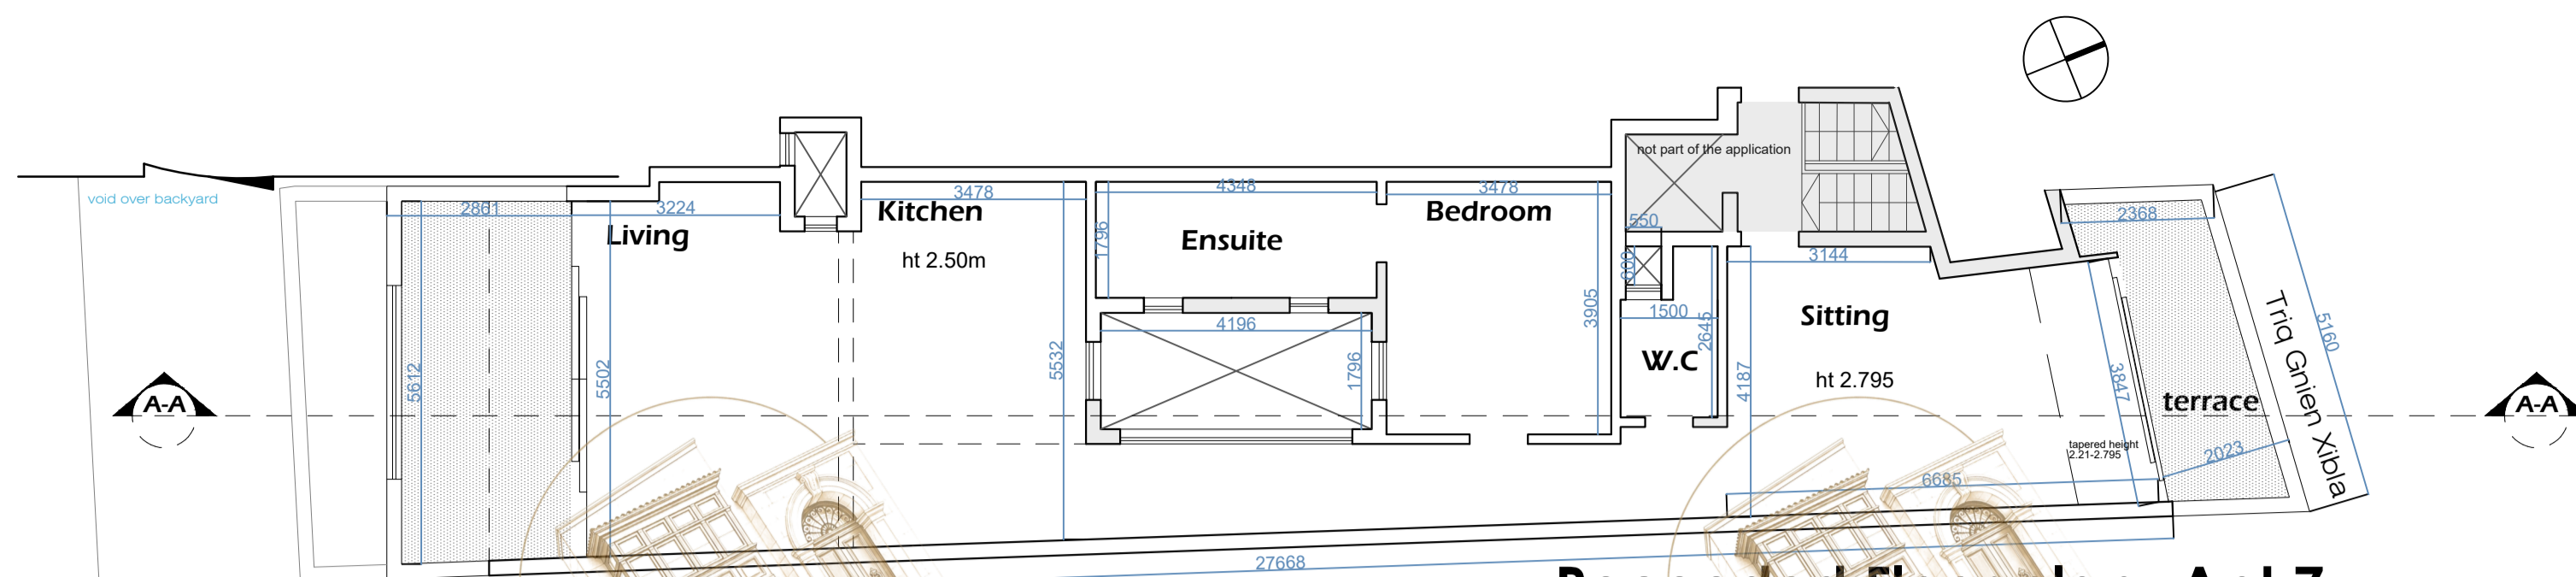 void over backyard
not part of the application
2861
3224
3478
4348
3478
550
2368
Kitchen
Bedroom
Living
Ensuite
1796
600
3144
ht 2.50m
Sitting
1500
4196
3905
2645
5160
Triq Gnien Xibla
W.C
5532
1796
5612
5502
4187
ht 2.795
3847
A-A
terrace
A-A
tapered height
2.21-2.795
2023
6685
27668